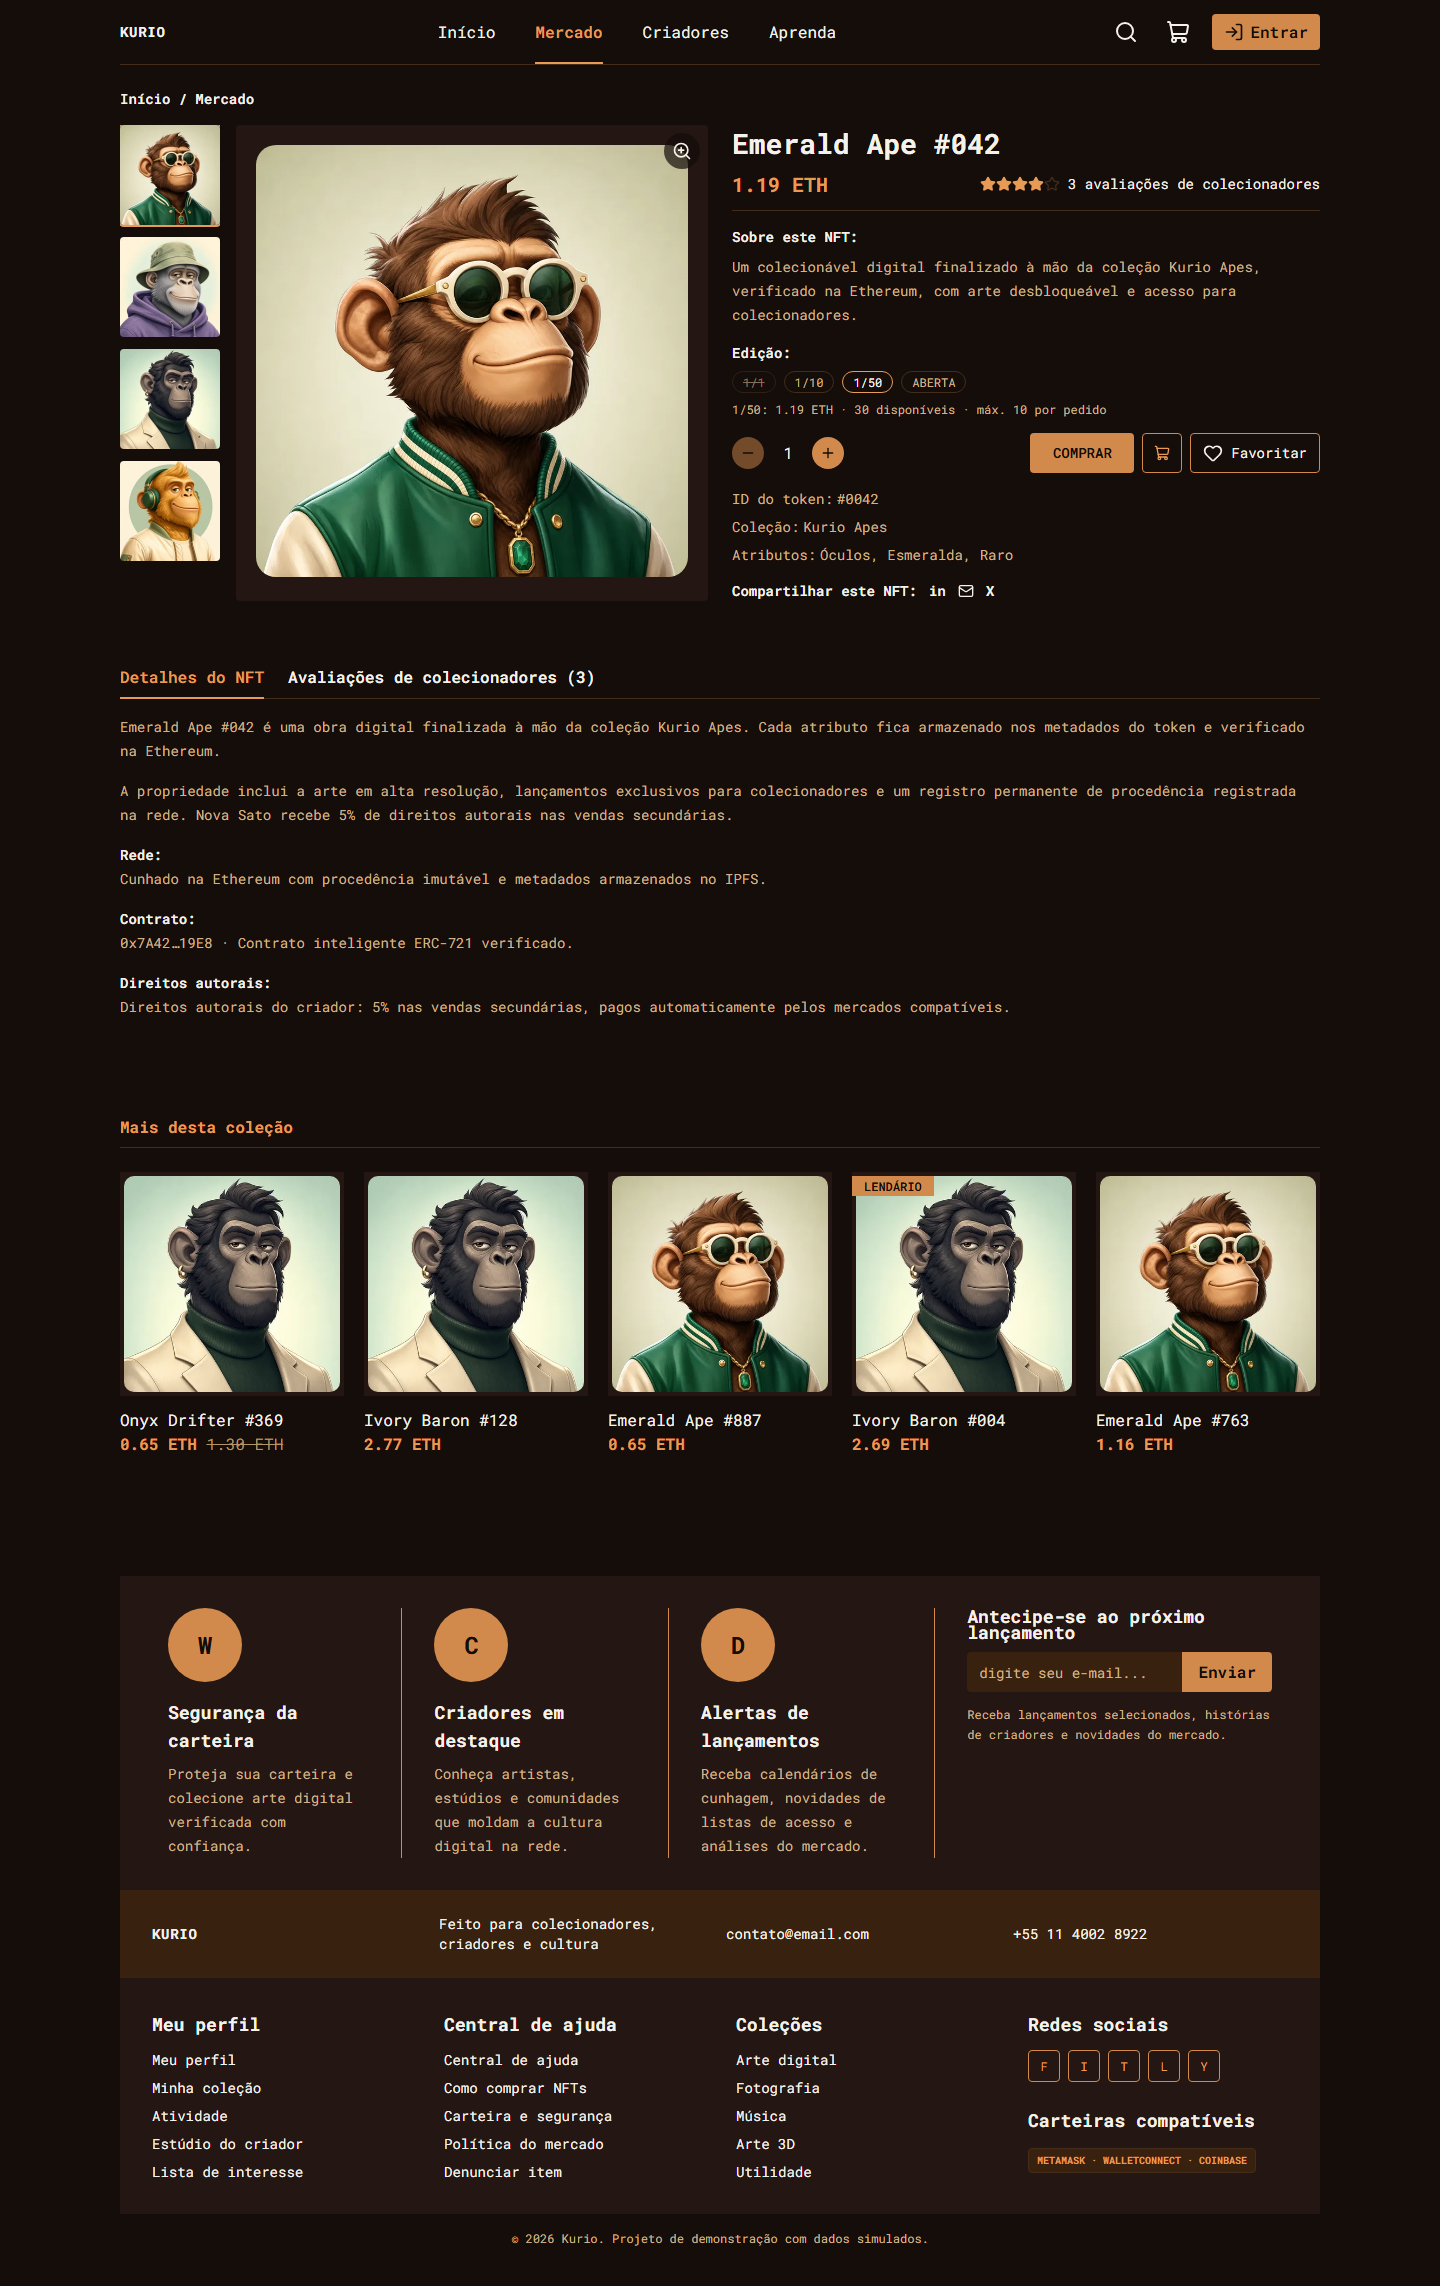 KURIO
Início
Mercado
Criadores
Aprenda
Entrar
Início / Mercado
Emerald Ape #042
1.19 ETH
3 avaliações de colecionadores
Sobre este NFT:
Um colecionável digital finalizado à mão da coleção Kurio Apes,
verificado na Ethereum, com arte desbloqueável e acesso para
colecionadores.
Edição:
1/1
1/10
1/50
ABERTA
1/50: 1.19 ETH · 30 disponíveis · máx. 10 por pedido
1
COMPRAR
Favoritar
ID do token: #0042
Coleção: Kurio Apes
Atributos: Óculos, Esmeralda, Raro
Compartilhar este NFT: in X
Detalhes do NFT
Avaliações de colecionadores (3)
Emerald Ape #042 é uma obra digital finalizada à mão da coleção Kurio Apes. Cada atributo fica armazenado nos metadados do token e verificado
na Ethereum.
A propriedade inclui a arte em alta resolução, lançamentos exclusivos para colecionadores e um registro permanente de procedência registrada
na rede. Nova Sato recebe 5% de direitos autorais nas vendas secundárias.
Rede:
Cunhado na Ethereum com procedência imutável e metadados armazenados no IPFS.
Contrato:
0x7A42…19E8 · Contrato inteligente ERC-721 verificado.
Direitos autorais:
Direitos autorais do criador: 5% nas vendas secundárias, pagos automaticamente pelos mercados compatíveis.
Mais desta coleção
Onyx Drifter #369
0.65 ETH 1.30 ETH
Ivory Baron #128
2.77 ETH
Emerald Ape #887
0.65 ETH
LENDÁRIO
Ivory Baron #004
2.69 ETH
Emerald Ape #763
1.16 ETH
W
Segurança da
carteira
Proteja sua carteira e
colecione arte digital
verificada com
confiança.
C
Criadores em
destaque
Conheça artistas,
estúdios e comunidades
que moldam a cultura
digital na rede.
D
Alertas de
lançamentos
Receba calendários de
cunhagem, novidades de
listas de acesso e
análises do mercado.
Antecipe-se ao próximo
lançamento
digite seu e-mail...
Enviar
Receba lançamentos selecionados, histórias
de criadores e novidades do mercado.
KURIO
Feito para colecionadores,
criadores e cultura
contato@email.com
+55 11 4002 8922
Meu perfil
Meu perfil
Minha coleção
Atividade
Estúdio do criador
Lista de interesse
Central de ajuda
Central de ajuda
Como comprar NFTs
Carteira e segurança
Política do mercado
Denunciar item
Coleções
Arte digital
Fotografia
Música
Arte 3D
Utilidade
Redes sociais
F
I
T
L
Y
Carteiras compatíveis
METAMASK · WALLETCONNECT · COINBASE
© 2026 Kurio. Projeto de demonstração com dados simulados.